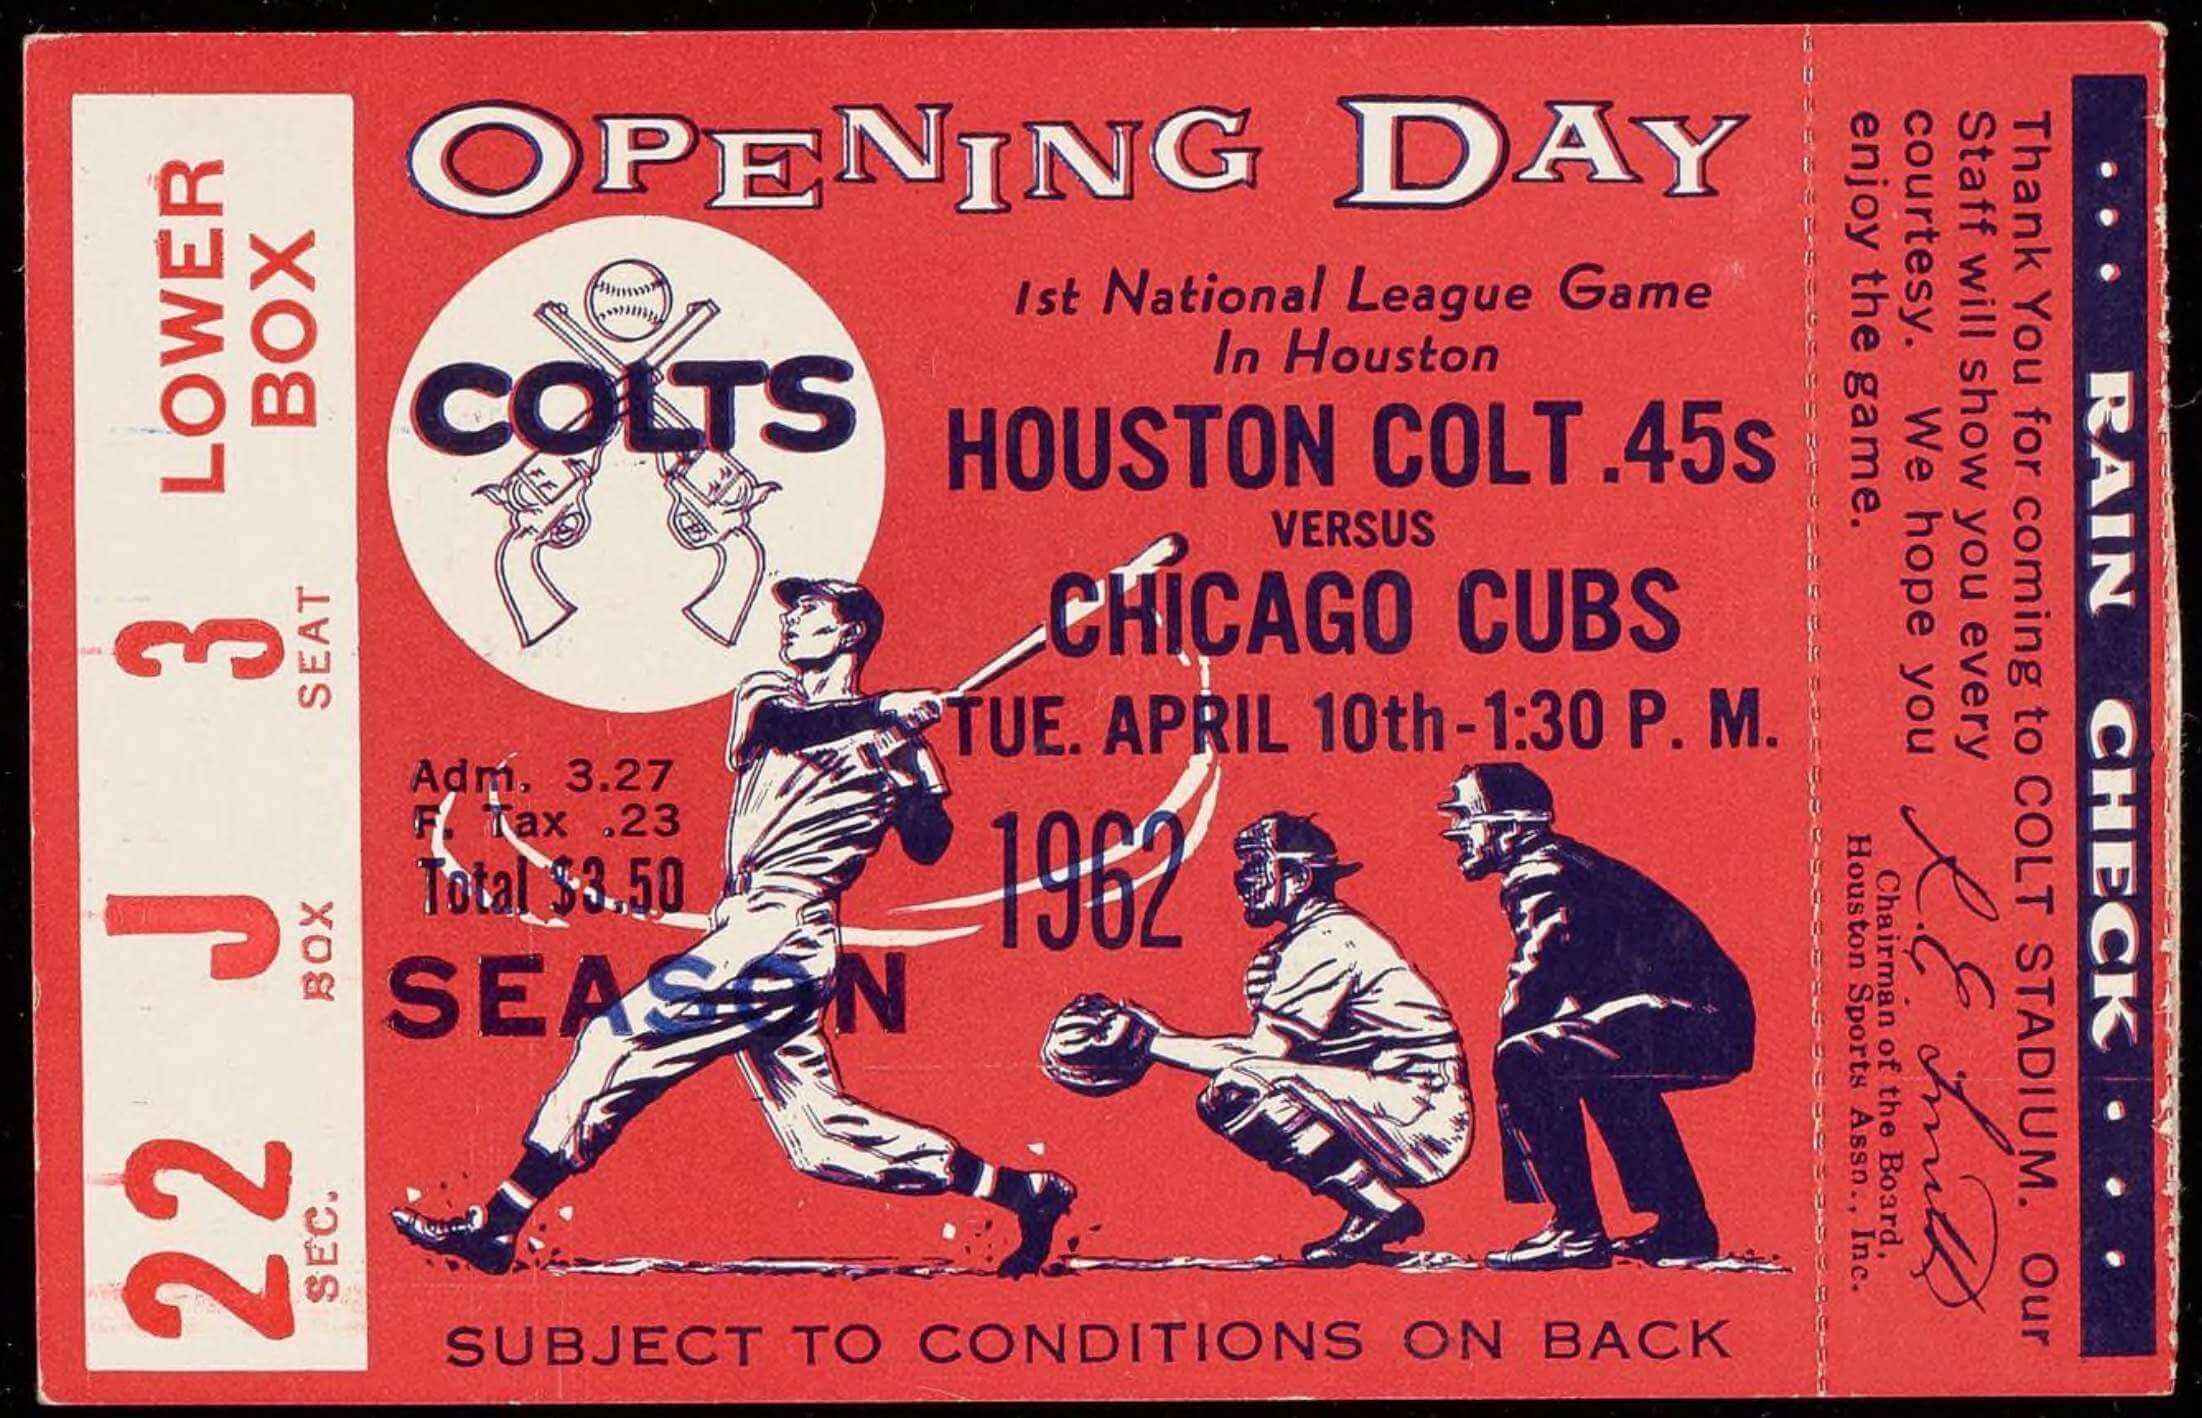 LOWER
BOX
3
SEAT
J
BOX
22
SEC.
OPENING DAY
COLTS
1st National League Game
In Houston
HOUSTON COLT .45s
VERSUS
CHICAGO CUBS
TUE. APRIL 10th-1:30 P. M.
1962
Adm. 3.27
F. Tax .23
Total $3.50
SEASON
SUBJECT TO CONDITIONS ON BACK
Thank You for coming to COLT STADIUM. Our
Staff will show you every
courtesy. We hope you
enjoy the game.
R. E. Smith
Chairman of the Board,
Houston Sports Assn., Inc.
RAIN CHECK